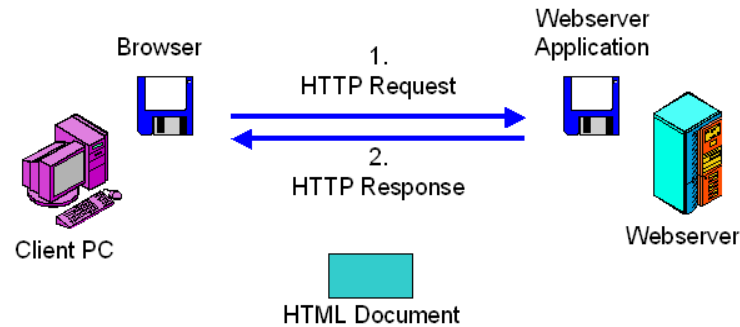 Browser
Webserver
Application
1.
HTTP Request
2.
HTTP Response
Client PC
Webserver
HTML Document